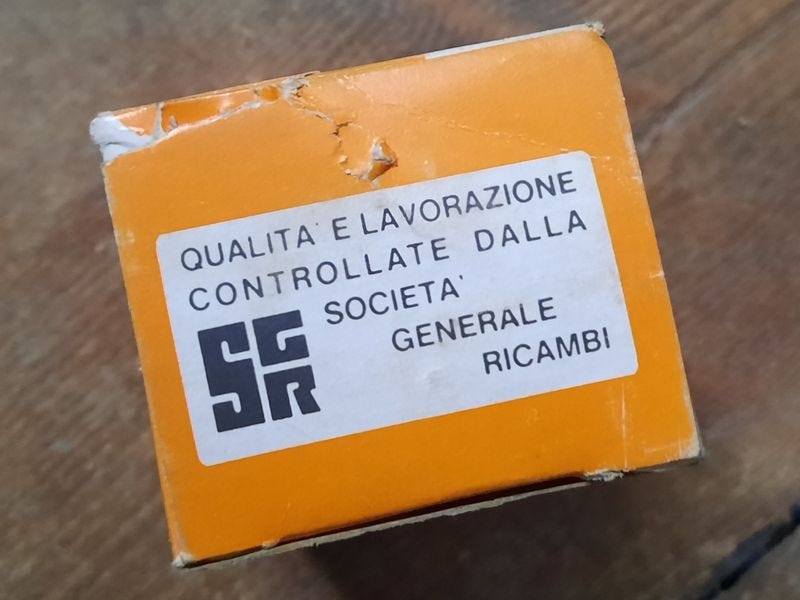 QUALITA' E LAVORAZIONE
CONTROLLATE DALLA
SOCIETA'
GENERALE
RICAMBI
SGR